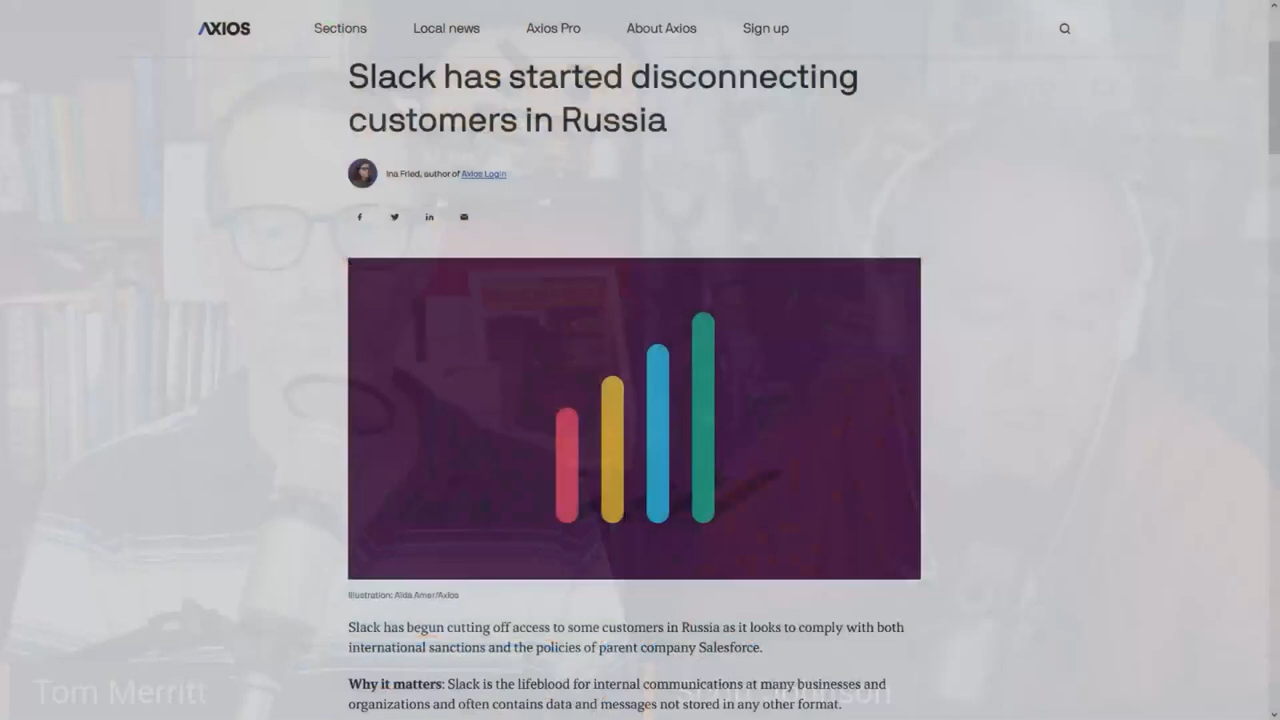 AXIOS
Sections
Local news
Axios Pro
About Axios
Sign up
Slack has started disconnecting
customers in Russia
Ina Fried, author of Axios Login
Illustration: Aïda Amer/Axios
Slack has begun cutting off access to some customers in Russia as it looks to comply with both
international sanctions and the policies of parent company Salesforce.
Why it matters: Slack is the lifeblood for internal communications at many businesses and
organizations and often contains data and messages not stored in any other format.
Tom Merritt